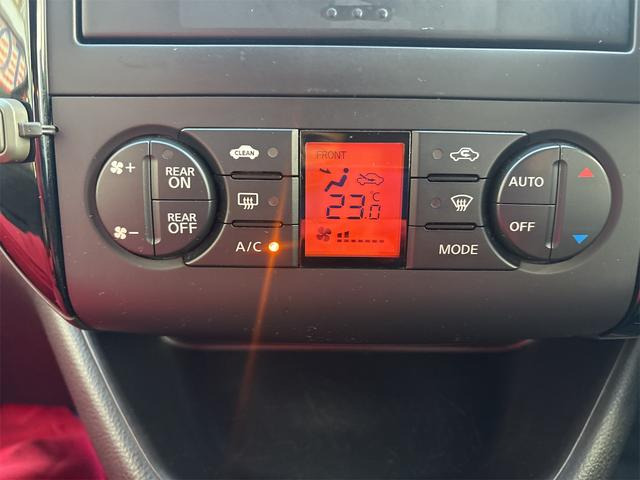 REAR
ON
REAR
OFF
CLEAN
A/C
FRONT
23.0
°C
AUTO
OFF
MODE